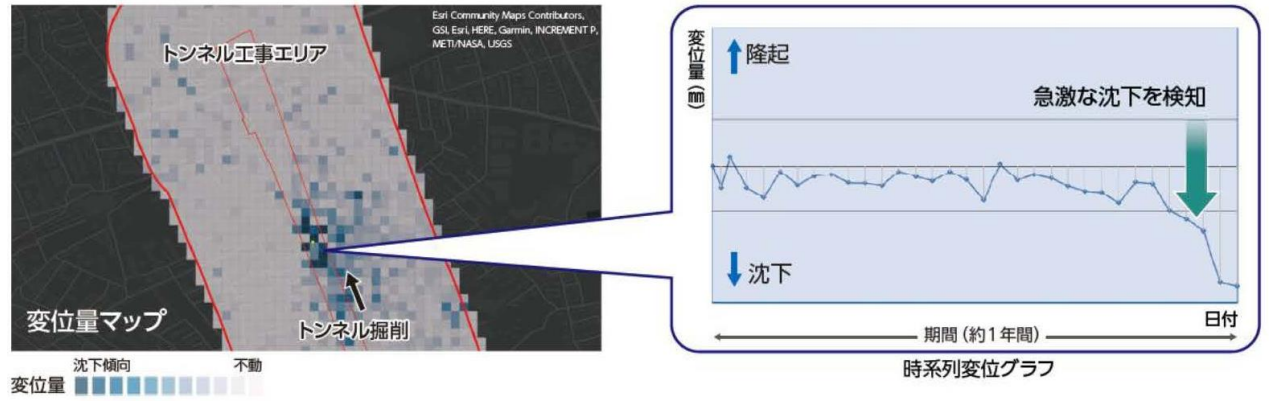 Esri Community Maps Contributors,
GSI, Esri, HERE, Garmin, INCREMENT P,
METI/NASA, USGS
トンネル工事エリア
変位量マップ
トンネル掘削
沈下傾向
不動
変位量
変位量(㎜)
隆起
急激な沈下を検知
沈下
日付
期間(約1年間)
時系列変位グラフ